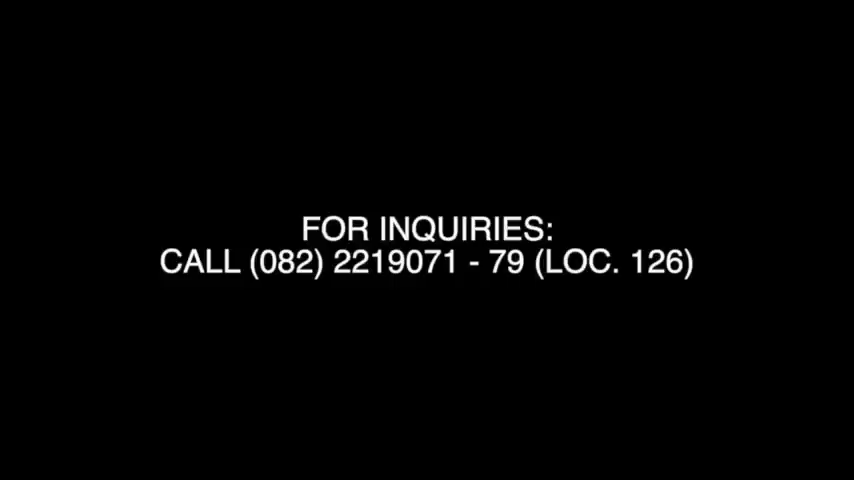 FOR INQUIRIES:
CALL (082) 2219071 - 79 (LOC. 126)